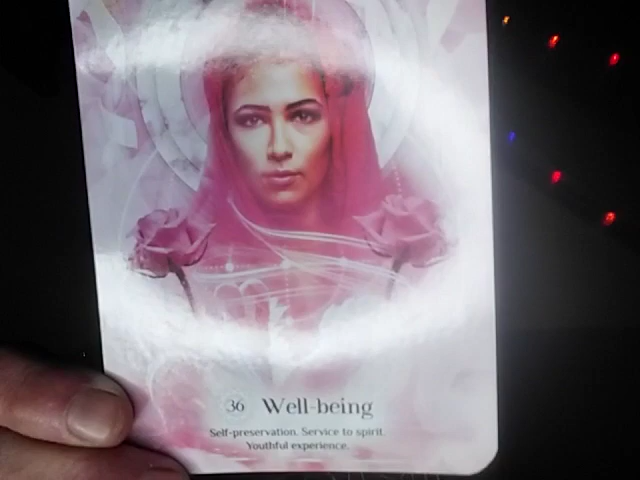 36 Well-being
Self-preservation. Service to spirit.
Youthful experience.